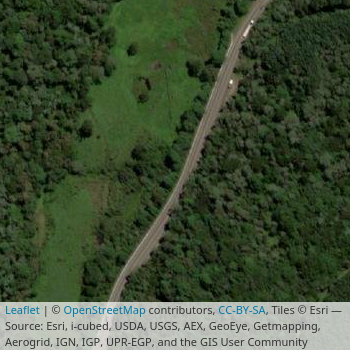 Leaflet | © OpenStreetMap contributors, CC-BY-SA, Tiles © Esri —
Source: Esri, i-cubed, USDA, USGS, AEX, GeoEye, Getmapping,
Aerogrid, IGN, IGP, UPR-EGP, and the GIS User Community